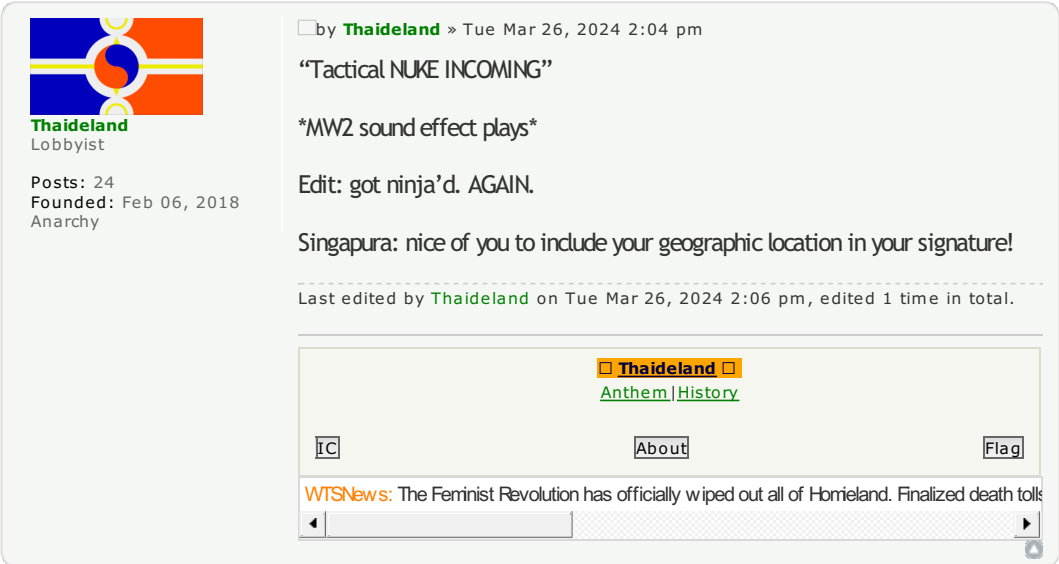 Thaideland
Lobbyist
Posts: 24
Founded: Feb 06, 2018
Anarchy
by Thaideland » Tue Mar 26, 2024 2:04 pm
“Tactical NUKE INCOMING”
*MW2 sound effect plays*
Edit: got ninja’d. AGAIN.
Singapura: nice of you to include your geographic location in your signature!
Last edited by Thaideland on Tue Mar 26, 2024 2:06 pm, edited 1 time in total.
□ Thaideland □
Anthem|History
IC About Flag
WTSNews: The Feminist Revolution has officially wiped out all of Homieland. Finalized death tolls